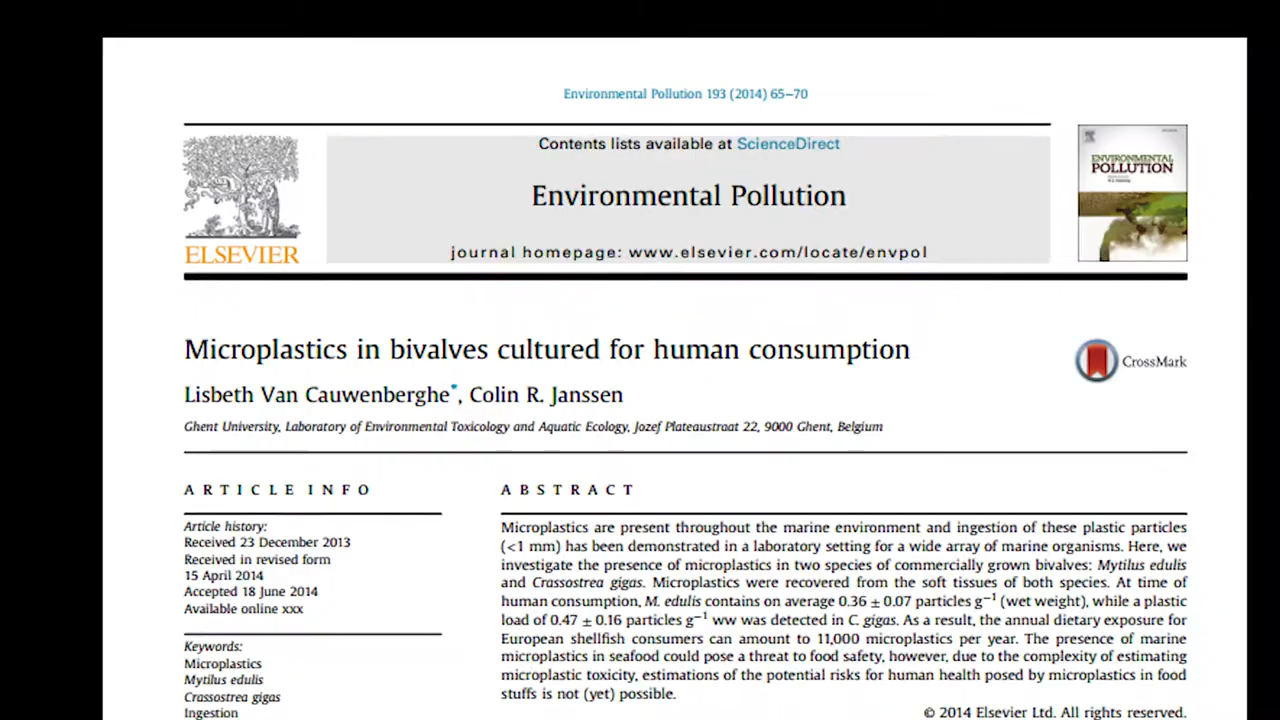 Environmental Pollution 193 (2014) 65–70
Contents lists available at ScienceDirect
Environmental Pollution
journal homepage: www.elsevier.com/locate/envpol
ELSEVIER
ENVIRONMENTAL
POLLUTION
Microplastics in bivalves cultured for human consumption
CrossMark
Lisbeth Van Cauwenberghe*, Colin R. Janssen
Ghent University, Laboratory of Environmental Toxicology and Aquatic Ecology, Jozef Plateaustraat 22, 9000 Ghent, Belgium
ARTICLE INFO
Article history:
Received 23 December 2013
Received in revised form
15 April 2014
Accepted 18 June 2014
Available online xxx
Keywords:
Microplastics
Mytilus edulis
Crassostrea gigas
Ingestion
ABSTRACT
Microplastics are present throughout the marine environment and ingestion of these plastic particles
(<1 mm) has been demonstrated in a laboratory setting for a wide array of marine organisms. Here, we
investigate the presence of microplastics in two species of commercially grown bivalves: Mytilus edulis
and Crassostrea gigas. Microplastics were recovered from the soft tissues of both species. At time of
human consumption, M. edulis contains on average 0.36 ± 0.07 particles g⁻¹ (wet weight), while a plastic
load of 0.47 ± 0.16 particles g⁻¹ ww was detected in C. gigas. As a result, the annual dietary exposure for
European shellfish consumers can amount to 11,000 microplastics per year. The presence of marine
microplastics in seafood could pose a threat to food safety, however, due to the complexity of estimating
microplastic toxicity, estimations of the potential risks for human health posed by microplastics in food
stuffs is not (yet) possible.
© 2014 Elsevier Ltd. All rights reserved.